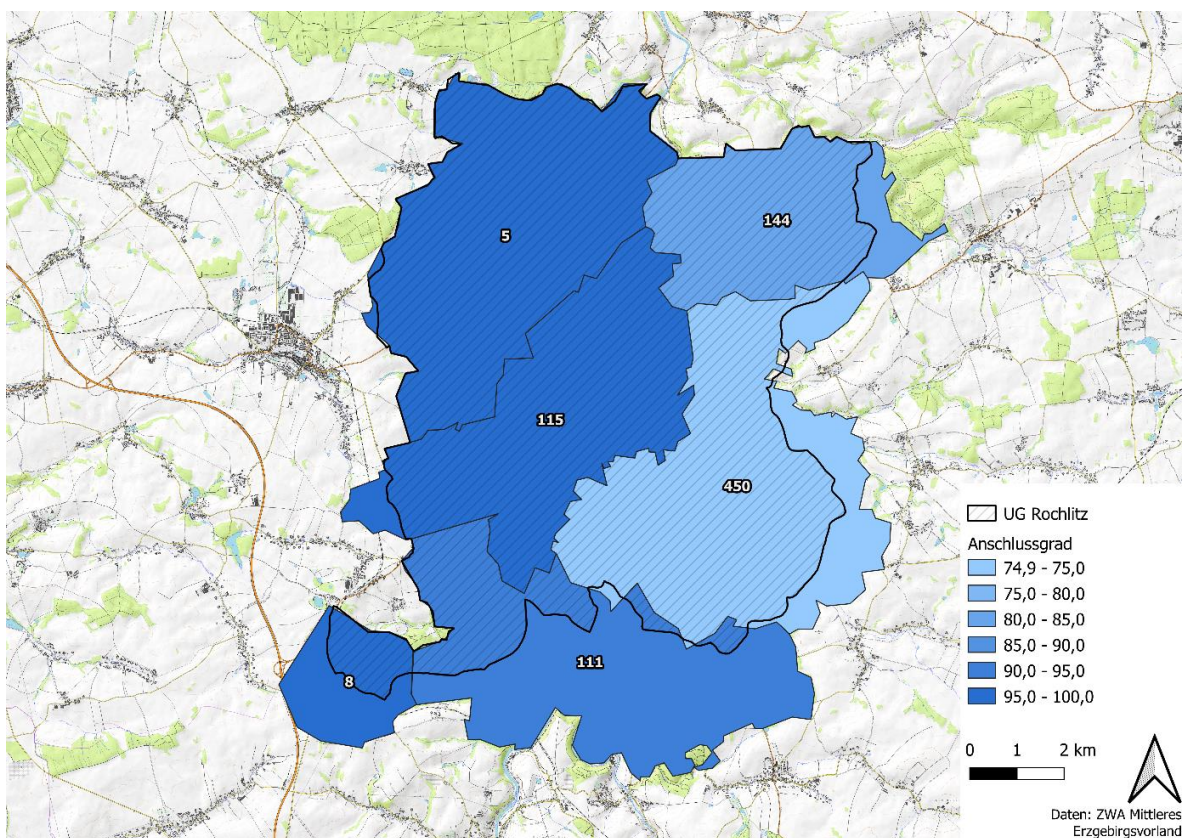 5
144
115
450
111
8
UG Rochlitz
Anschlussgrad
74,9 - 75,0
75,0 - 80,0
80,0 - 85,0
85,0 - 90,0
90,0 - 95,0
95,0 - 100,0
0 1 2 km
Daten: ZWA Mittleres
Erzgebirgsvorland